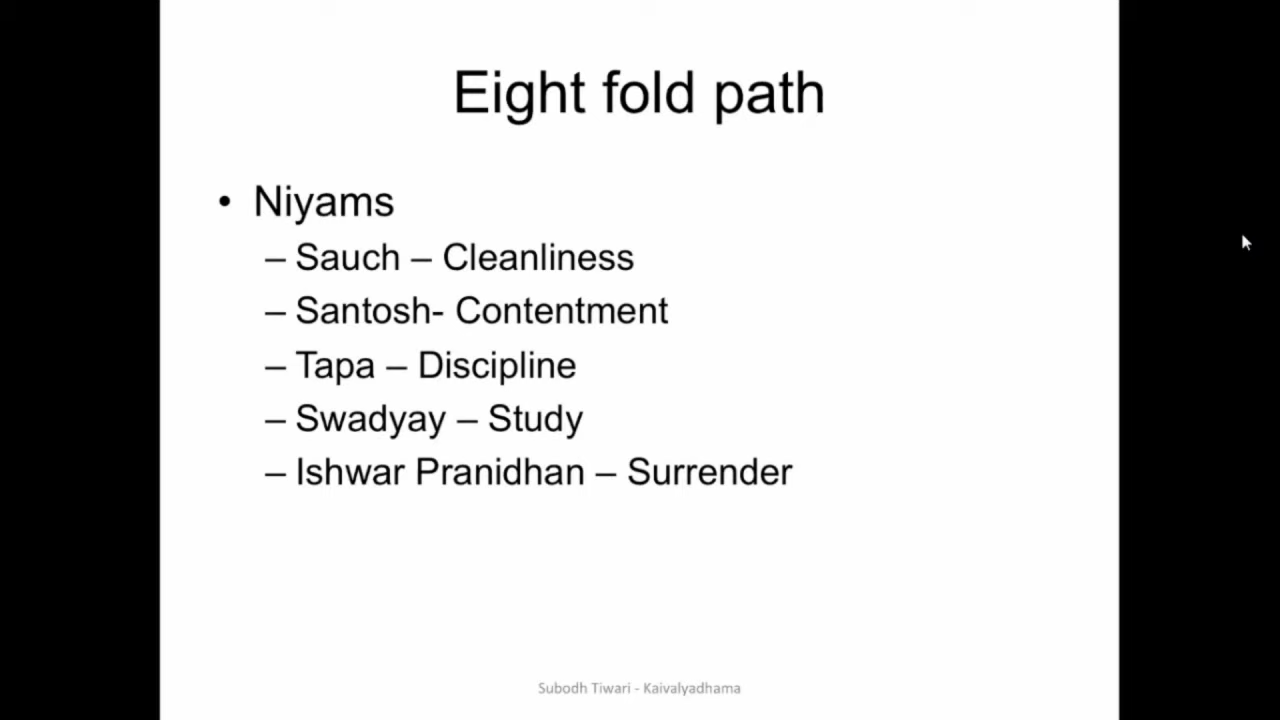 Eight fold path
• Niyams
– Sauch – Cleanliness
– Santosh- Contentment
– Tapa – Discipline
– Swadyay – Study
– Ishwar Pranidhan – Surrender
Subodh Tiwari - Kaivalyadhama